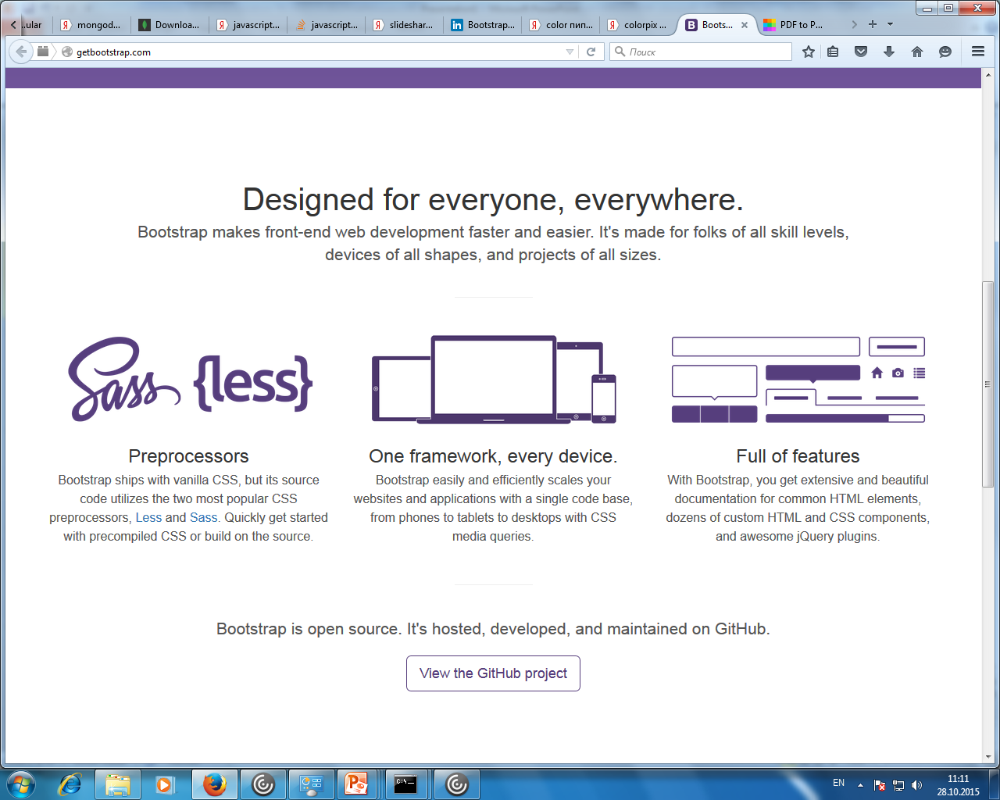 ...ular
mongod...
Downloa...
javascript...
javascript...
slideshar...
Bootstrap...
color пип...
colorpix ...
Boots...
PDF to P...
getbootstrap.com
Поиск
Designed for everyone, everywhere.
Bootstrap makes front-end web development faster and easier. It's made for folks of all skill levels,
devices of all shapes, and projects of all sizes.
Sass {less}
Preprocessors
Bootstrap ships with vanilla CSS, but its source
code utilizes the two most popular CSS
preprocessors, Less and Sass. Quickly get started
with precompiled CSS or build on the source.
One framework, every device.
Bootstrap easily and efficiently scales your
websites and applications with a single code base,
from phones to tablets to desktops with CSS
media queries.
Full of features
With Bootstrap, you get extensive and beautiful
documentation for common HTML elements,
dozens of custom HTML and CSS components,
and awesome jQuery plugins.
Bootstrap is open source. It's hosted, developed, and maintained on GitHub.
View the GitHub project
EN
11:11
28.10.2015